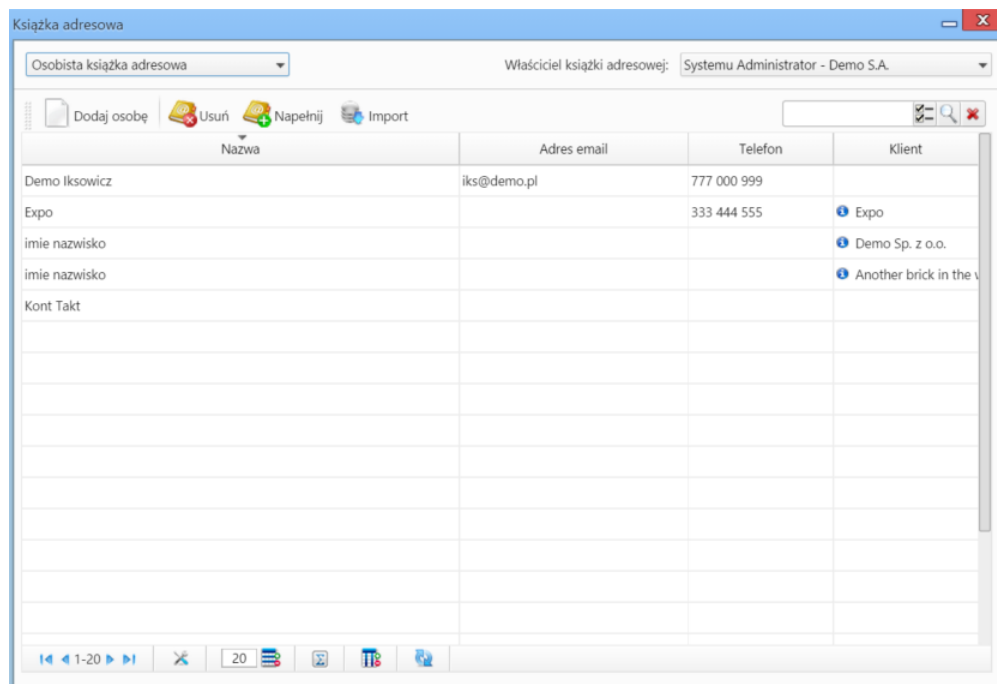 Książka adresowa
Osobista książka adresowa Właściciel książki adresowej: Systemu Administrator - Demo S.A.
Dodaj osobę Usuń Napełnij Import
Nazwa Adres email Telefon Klient
Demo Iksowicz iks@demo.pl 777 000 999
Expo 333 444 555 Expo
imie nazwisko Demo Sp. z o.o.
imie nazwisko Another brick in the
Kont Takt
1-20 20